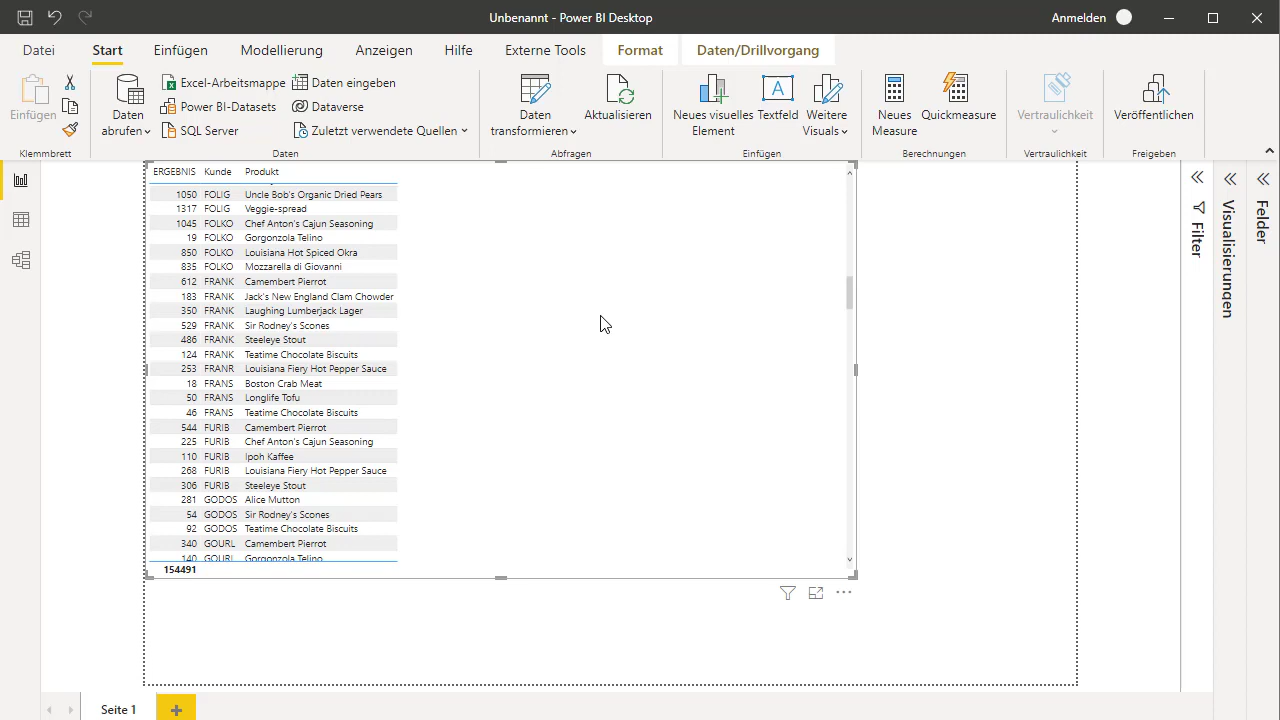 Unbenannt - Power BI Desktop
Anmelden
Datei Start Einfügen Modellierung Anzeigen Hilfe Externe Tools Format Daten/Drillvorgang
Einfügen
Klemmbrett
Daten abrufen
Excel-Arbeitsmappe
Power BI-Datasets
SQL Server
Daten eingeben
Dataverse
Zuletzt verwendete Quellen
Daten
Daten transformieren
Aktualisieren
Abfragen
Neues visuelles Element
Textfeld
Weitere Visuals
Einfügen
Neues Measure
Quickmeasure
Berechnungen
Vertraulichkeit
Vertraulichkeit
Veröffentlichen
Freigeben
ERGEBNIS Kunde Produkt
1050 FOLIG Uncle Bob's Organic Dried Pears
1317 FOLIG Veggie-spread
1045 FOLKO Chef Anton's Cajun Seasoning
19 FOLKO Gorgonzola Telino
850 FOLKO Louisiana Hot Spiced Okra
835 FOLKO Mozzarella di Giovanni
612 FRANK Camembert Pierrot
183 FRANK Jack's New England Clam Chowder
350 FRANK Laughing Lumberjack Lager
529 FRANK Sir Rodney's Scones
486 FRANK Steeleye Stout
124 FRANK Teatime Chocolate Biscuits
253 FRANR Louisiana Fiery Hot Pepper Sauce
18 FRANS Boston Crab Meat
50 FRANS Longlife Tofu
46 FRANS Teatime Chocolate Biscuits
544 FURIB Camembert Pierrot
225 FURIB Chef Anton's Cajun Seasoning
110 FURIB Ipoh Kaffee
268 FURIB Louisiana Fiery Hot Pepper Sauce
306 FURIB Steeleye Stout
281 GODOS Alice Mutton
54 GODOS Sir Rodney's Scones
92 GODOS Teatime Chocolate Biscuits
340 GOURL Camembert Pierrot
140 GOURL Gorgonzola Telino
154491
Filter
Visualisierungen
Felder
Seite 1